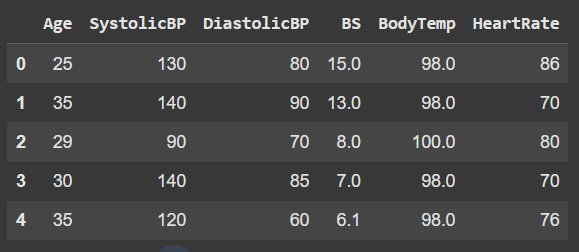 Age SystolicBP DiastolicBP BS BodyTemp HeartRate
0 25 130 80 15.0 98.0 86
1 35 140 90 13.0 98.0 70
2 29 90 70 8.0 100.0 80
3 30 140 85 7.0 98.0 70
4 35 120 60 6.1 98.0 76